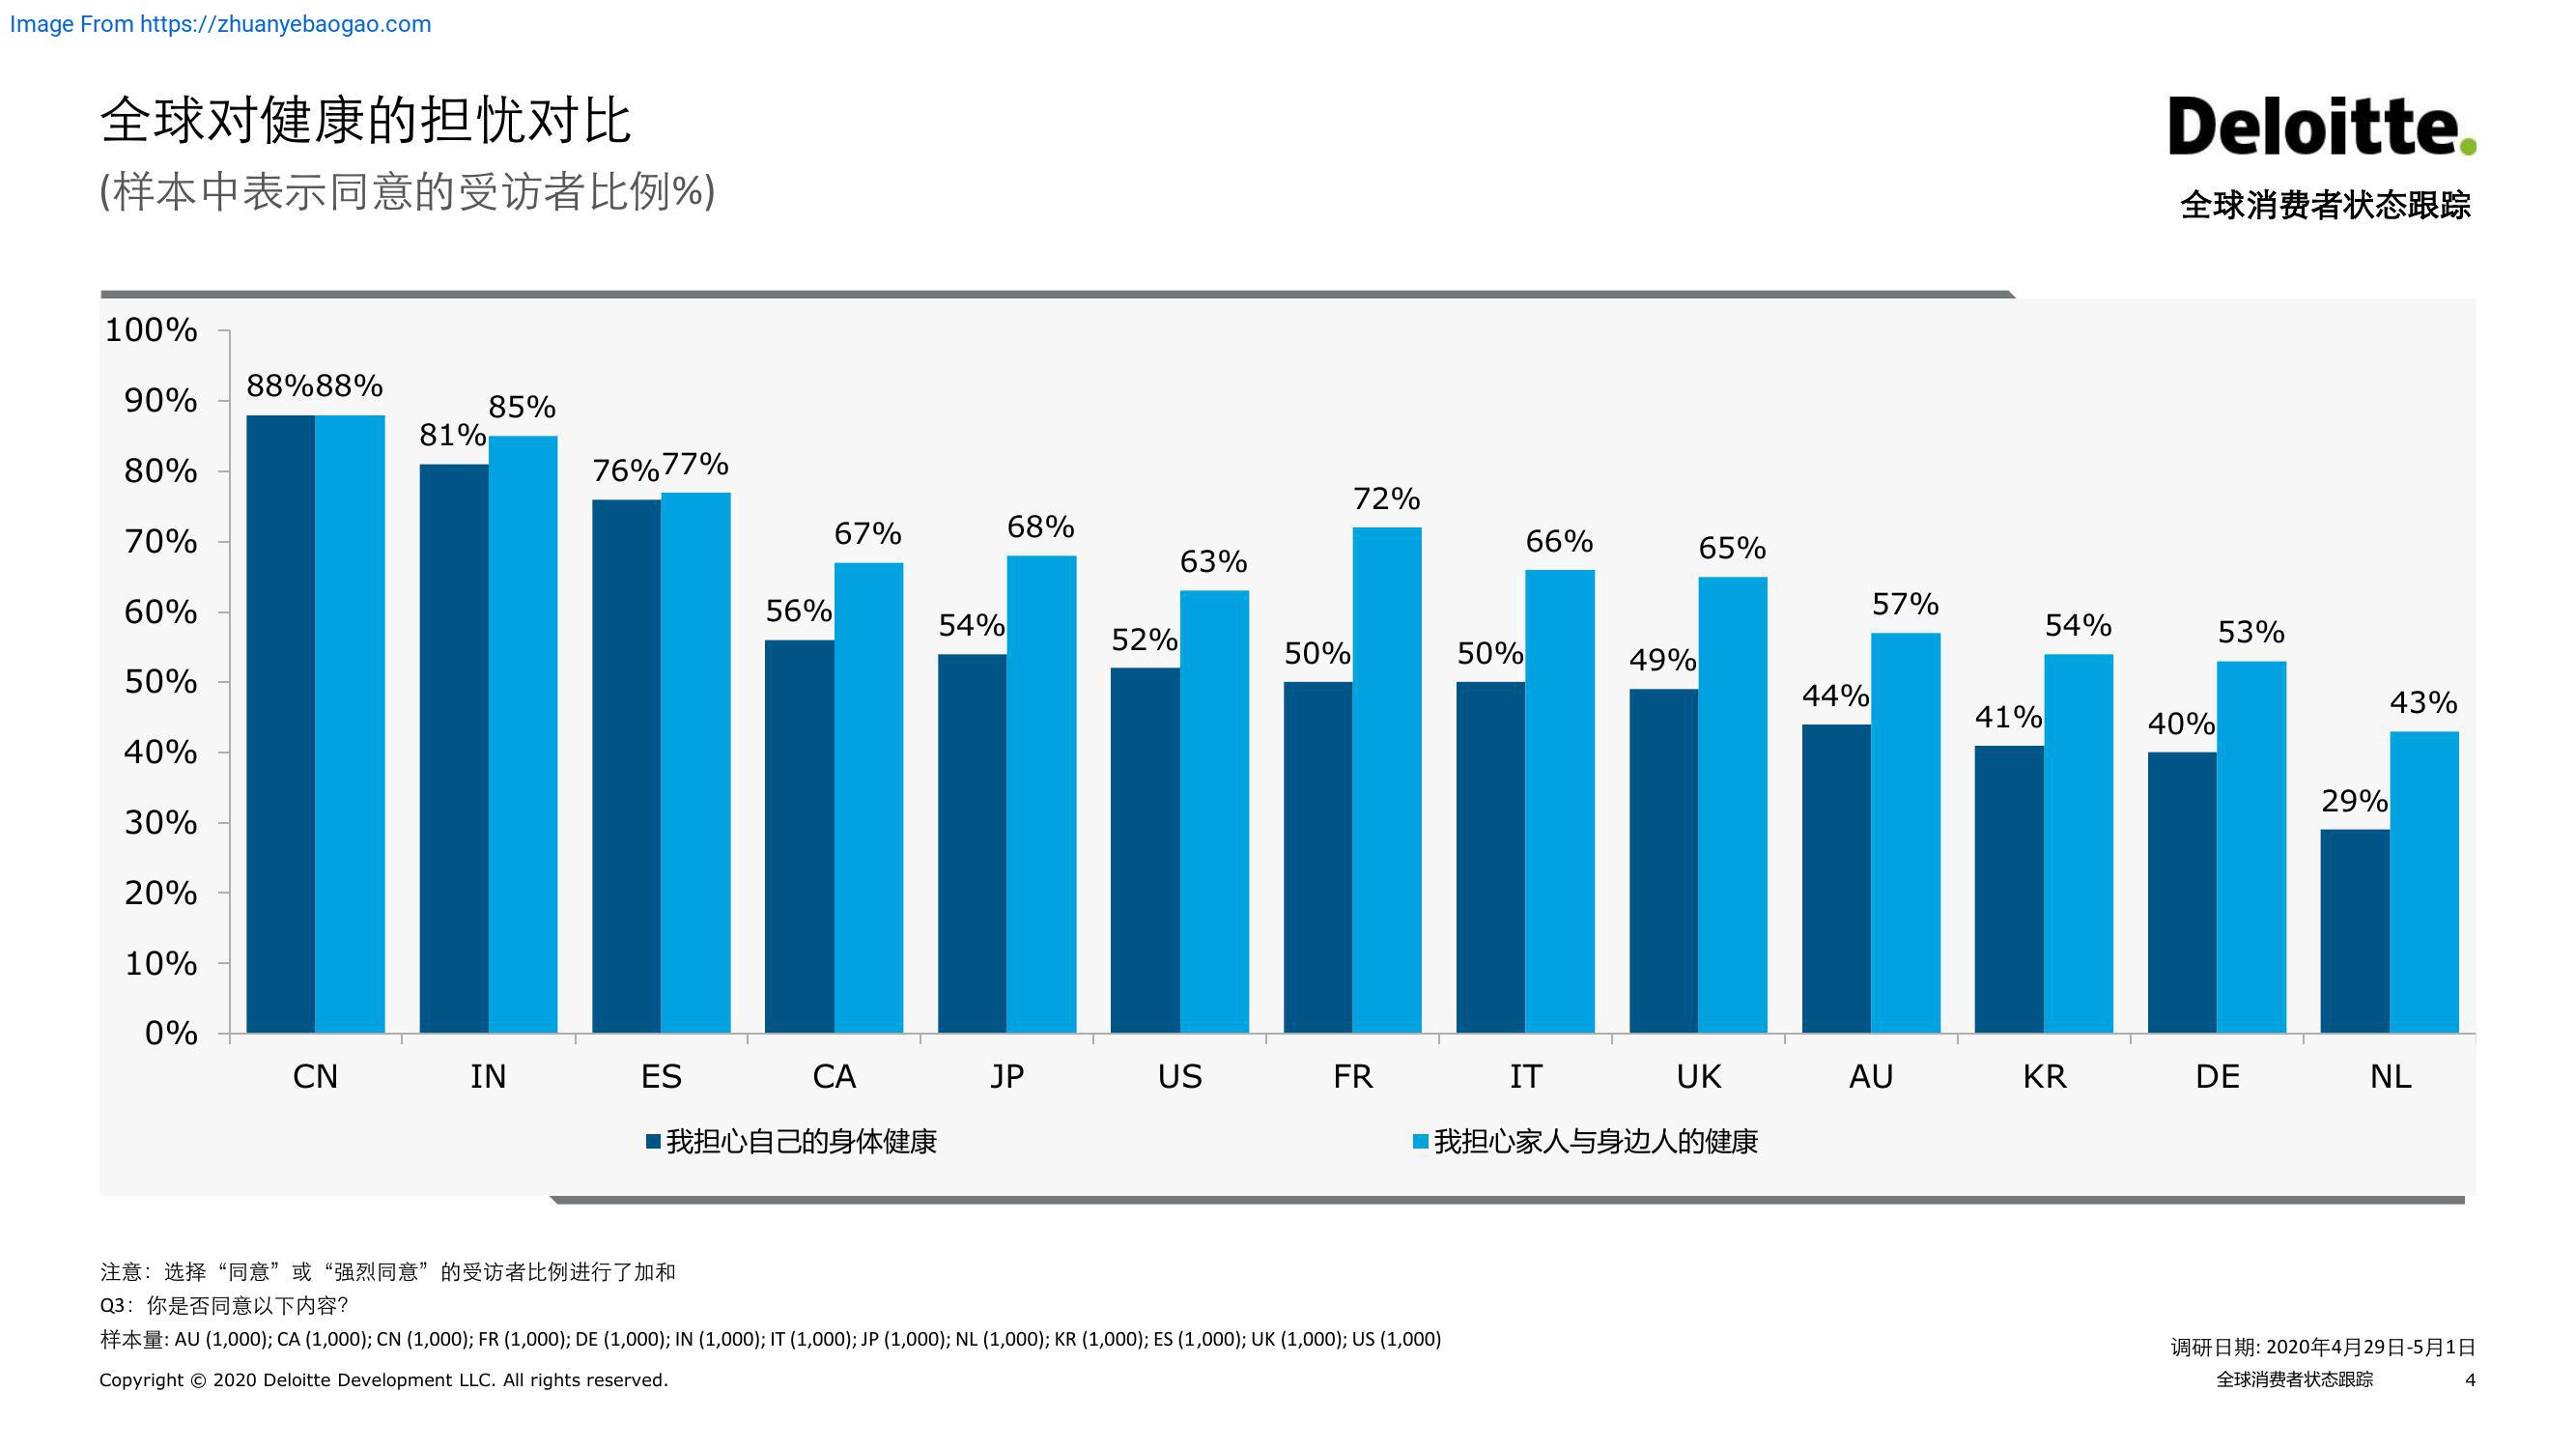 Image From https://zhuanyebaogao.com
全球对健康的担忧对比
(样本中表示同意的受访者比例%)
Deloitte.
全球消费者状态跟踪
100%
90%
80%
70%
60%
50%
40%
30%
20%
10%
0%
88% 88%
81% 85%
76% 77%
56% 67%
54% 68%
52% 63%
50% 72%
50% 66%
49% 65%
44% 57%
41% 54%
40% 53%
29% 43%
CN IN ES CA JP US FR IT UK AU KR DE NL
我担心自己的身体健康 我担心家人与身边人的健康
注意：选择“同意”或“强烈同意”的受访者比例进行了加和
Q3：你是否同意以下内容？
样本量: AU (1,000); CA (1,000); CN (1,000); FR (1,000); DE (1,000); IN (1,000); IT (1,000); JP (1,000); NL (1,000); KR (1,000); ES (1,000); UK (1,000); US (1,000)
Copyright © 2020 Deloitte Development LLC. All rights reserved.
调研日期: 2020年4月29日-5月1日
全球消费者状态跟踪 4